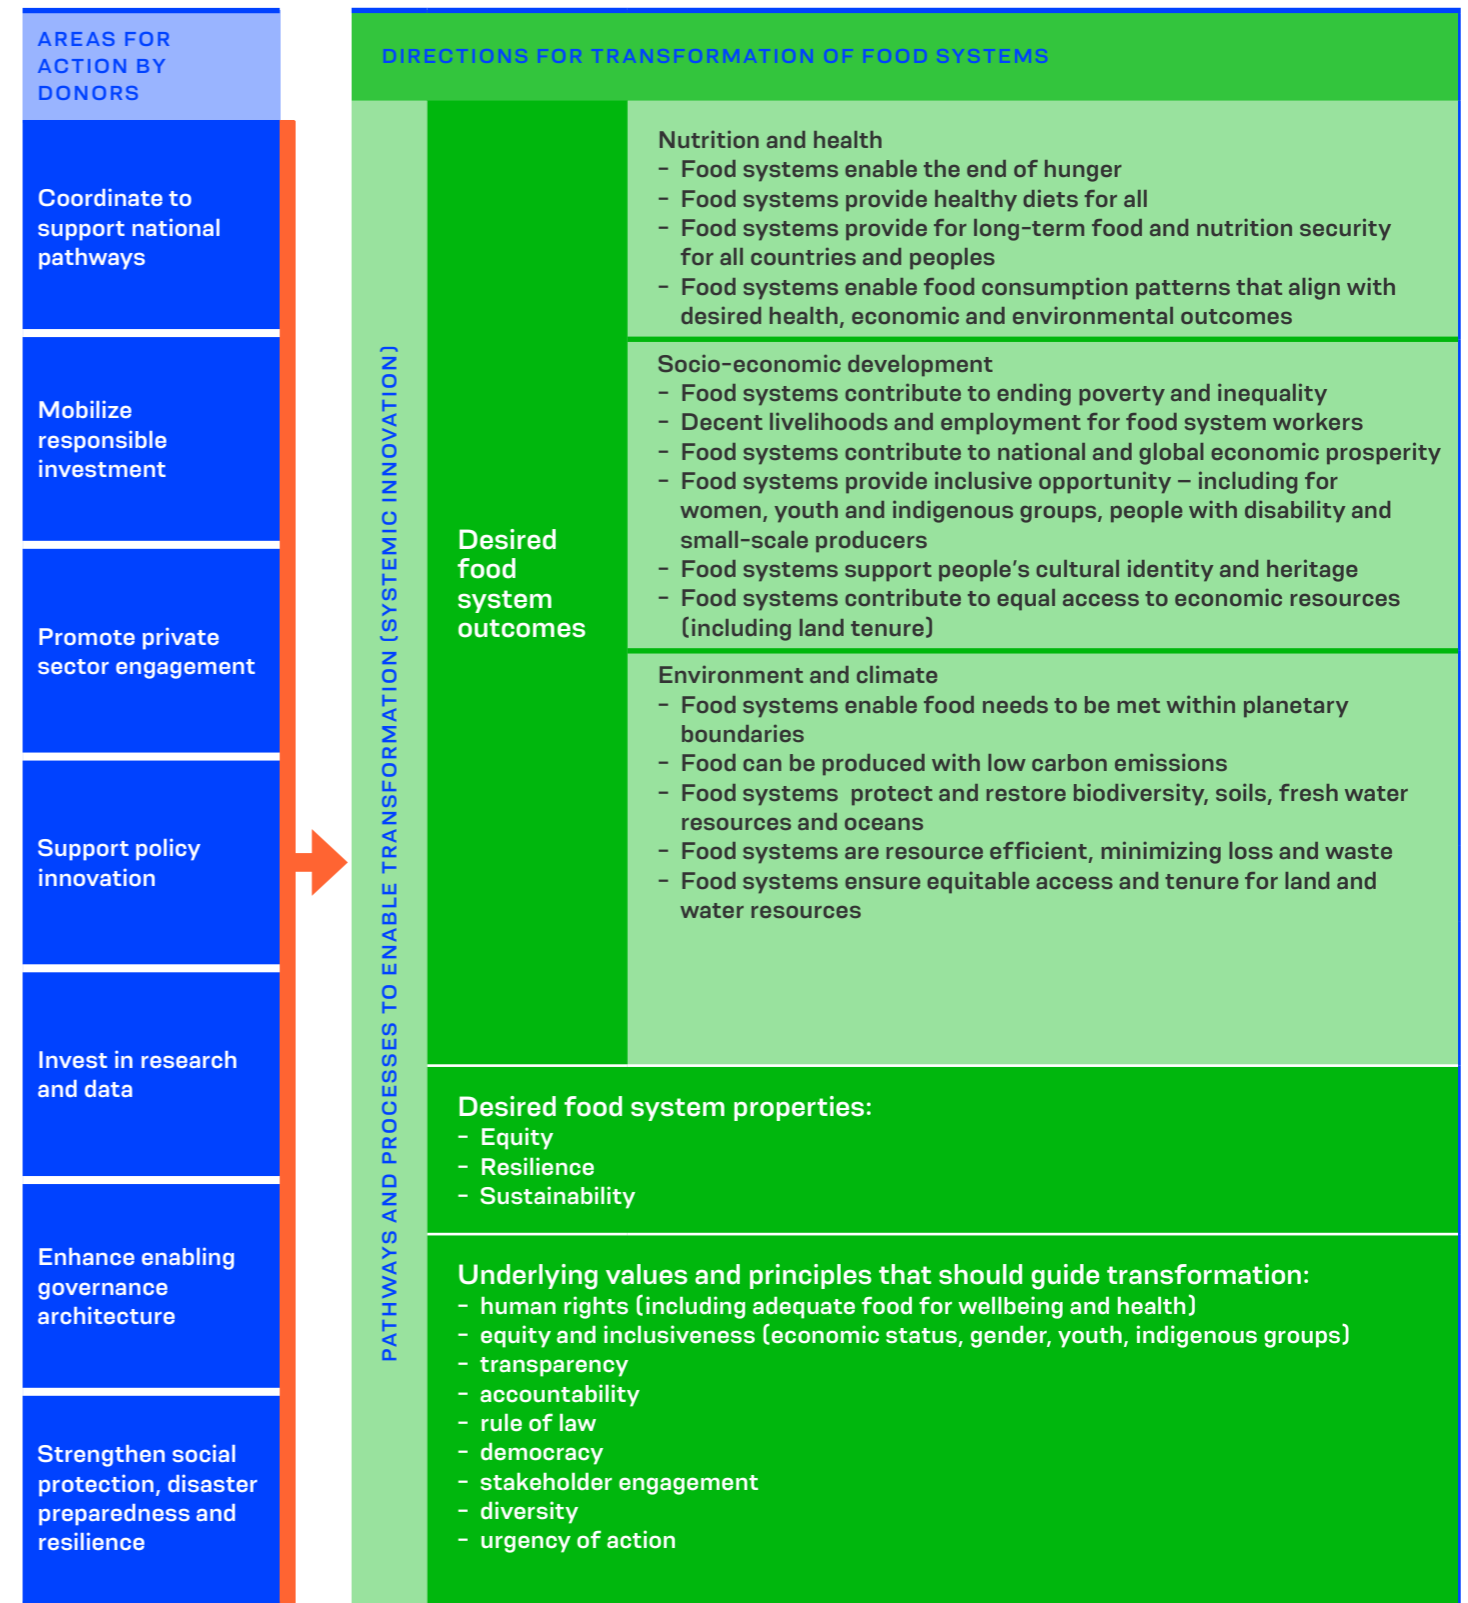 AREAS FOR
ACTION BY
DONORS
Coordinate to
support national
pathways
Mobilize
responsible
investment
Promote private
sector engagement
Support policy
innovation
Invest in research
and data
Enhance enabling
governance
architecture
Strengthen social
protection, disaster
preparedness and
resilience
DIRECTIONS FOR TRANSFORMATION OF FOOD SYSTEMS
PATHWAYS AND PROCESSES TO ENABLE TRANSFORMATION (SYSTEMIC INNOVATION)
Desired
food
system
outcomes
Nutrition and health
- Food systems enable the end of hunger
- Food systems provide healthy diets for all
- Food systems provide for long-term food and nutrition security
for all countries and peoples
- Food systems enable food consumption patterns that align with
desired health, economic and environmental outcomes
Socio-economic development
- Food systems contribute to ending poverty and inequality
- Decent livelihoods and employment for food system workers
- Food systems contribute to national and global economic prosperity
- Food systems provide inclusive opportunity – including for
women, youth and indigenous groups, people with disability and
small-scale producers
- Food systems support people's cultural identity and heritage
- Food systems contribute to equal access to economic resources
(including land tenure)
Environment and climate
- Food systems enable food needs to be met within planetary
boundaries
- Food can be produced with low carbon emissions
- Food systems  protect and restore biodiversity, soils, fresh water
resources and oceans
- Food systems are resource efficient, minimizing loss and waste
- Food systems ensure equitable access and tenure for land and
water resources
Desired food system properties:
- Equity
- Resilience
- Sustainability
Underlying values and principles that should guide transformation:
- human rights (including adequate food for wellbeing and health)
- equity and inclusiveness (economic status, gender, youth, indigenous groups)
- transparency
- accountability
- rule of law
- democracy
- stakeholder engagement
- diversity
- urgency of action